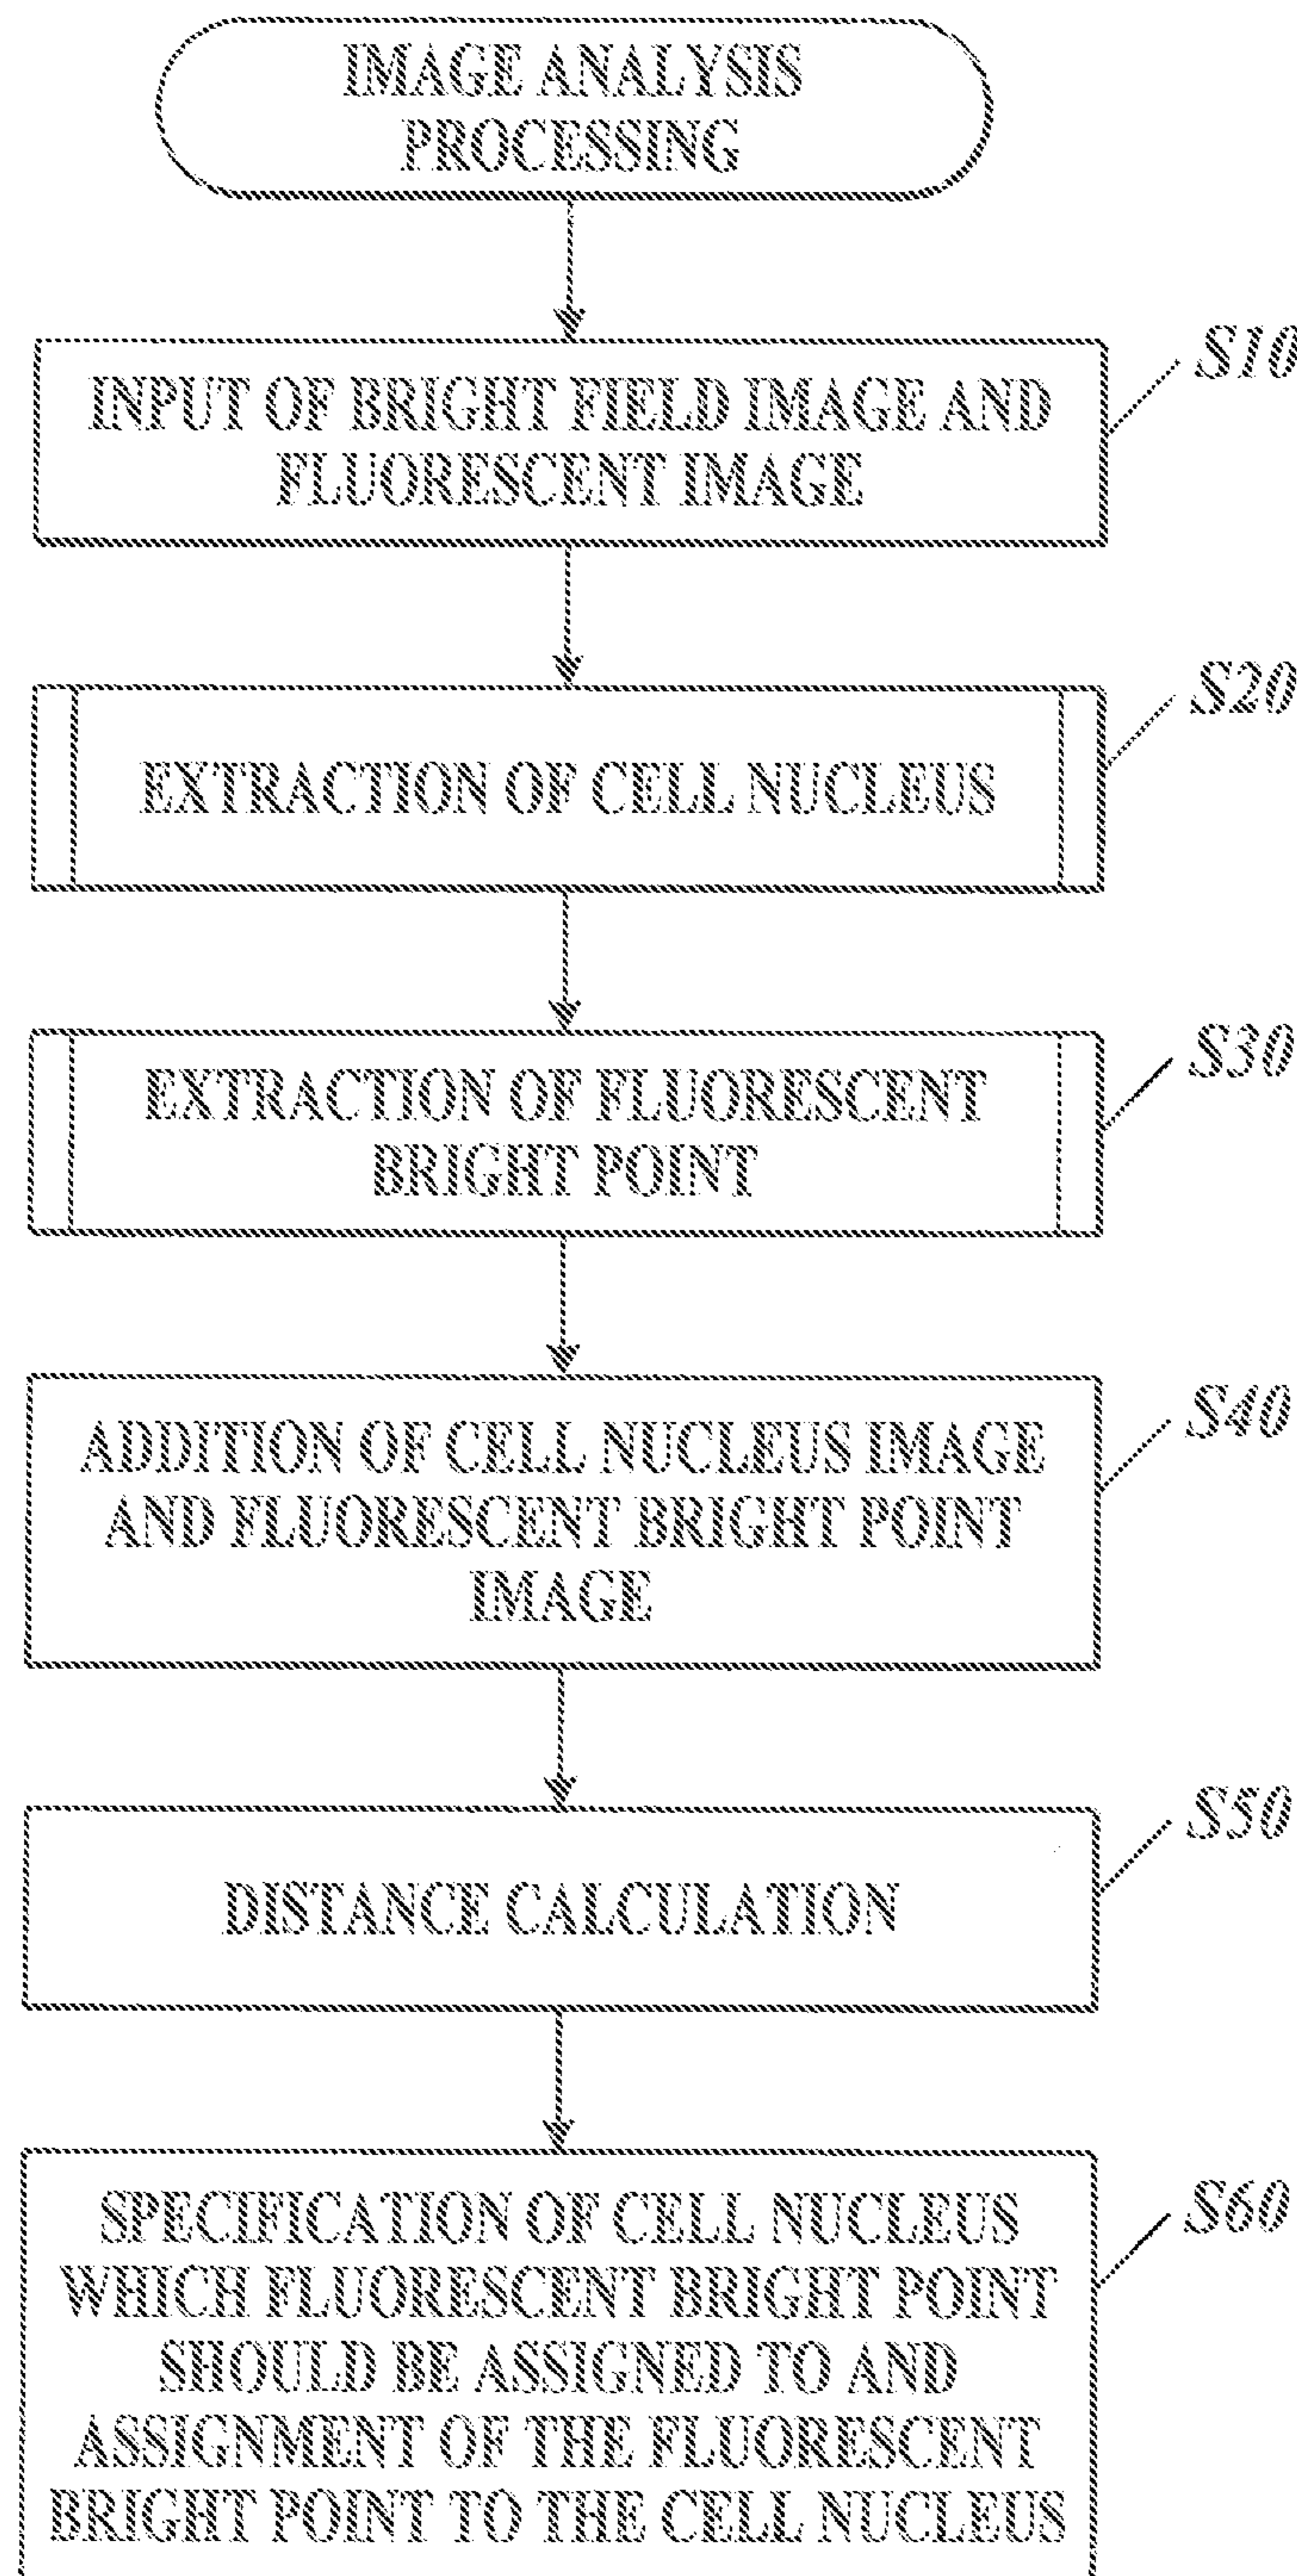 IMAGE ANALYSIS
PROCESSING
S10
INPUT OF BRIGHT FIELD IMAGE AND
FLUORESCENT IMAGE
S20
EXTRACTION OF CELL NUCLEUS
S30
EXTRACTION OF FLUORESCENT
BRIGHT POINT
S40
ADDITION OF CELL NUCLEUS IMAGE
AND FLUORESCENT BRIGHT POINT
IMAGE
S50
DISTANCE CALCULATION
S60
SPECIFICATION OF CELL NUCLEUS
WHICH FLUORESCENT BRIGHT POINT
SHOULD BE ASSIGNED TO AND
ASSIGNMENT OF THE FLUORESCENT
BRIGHT POINT TO THE CELL NUCLEUS